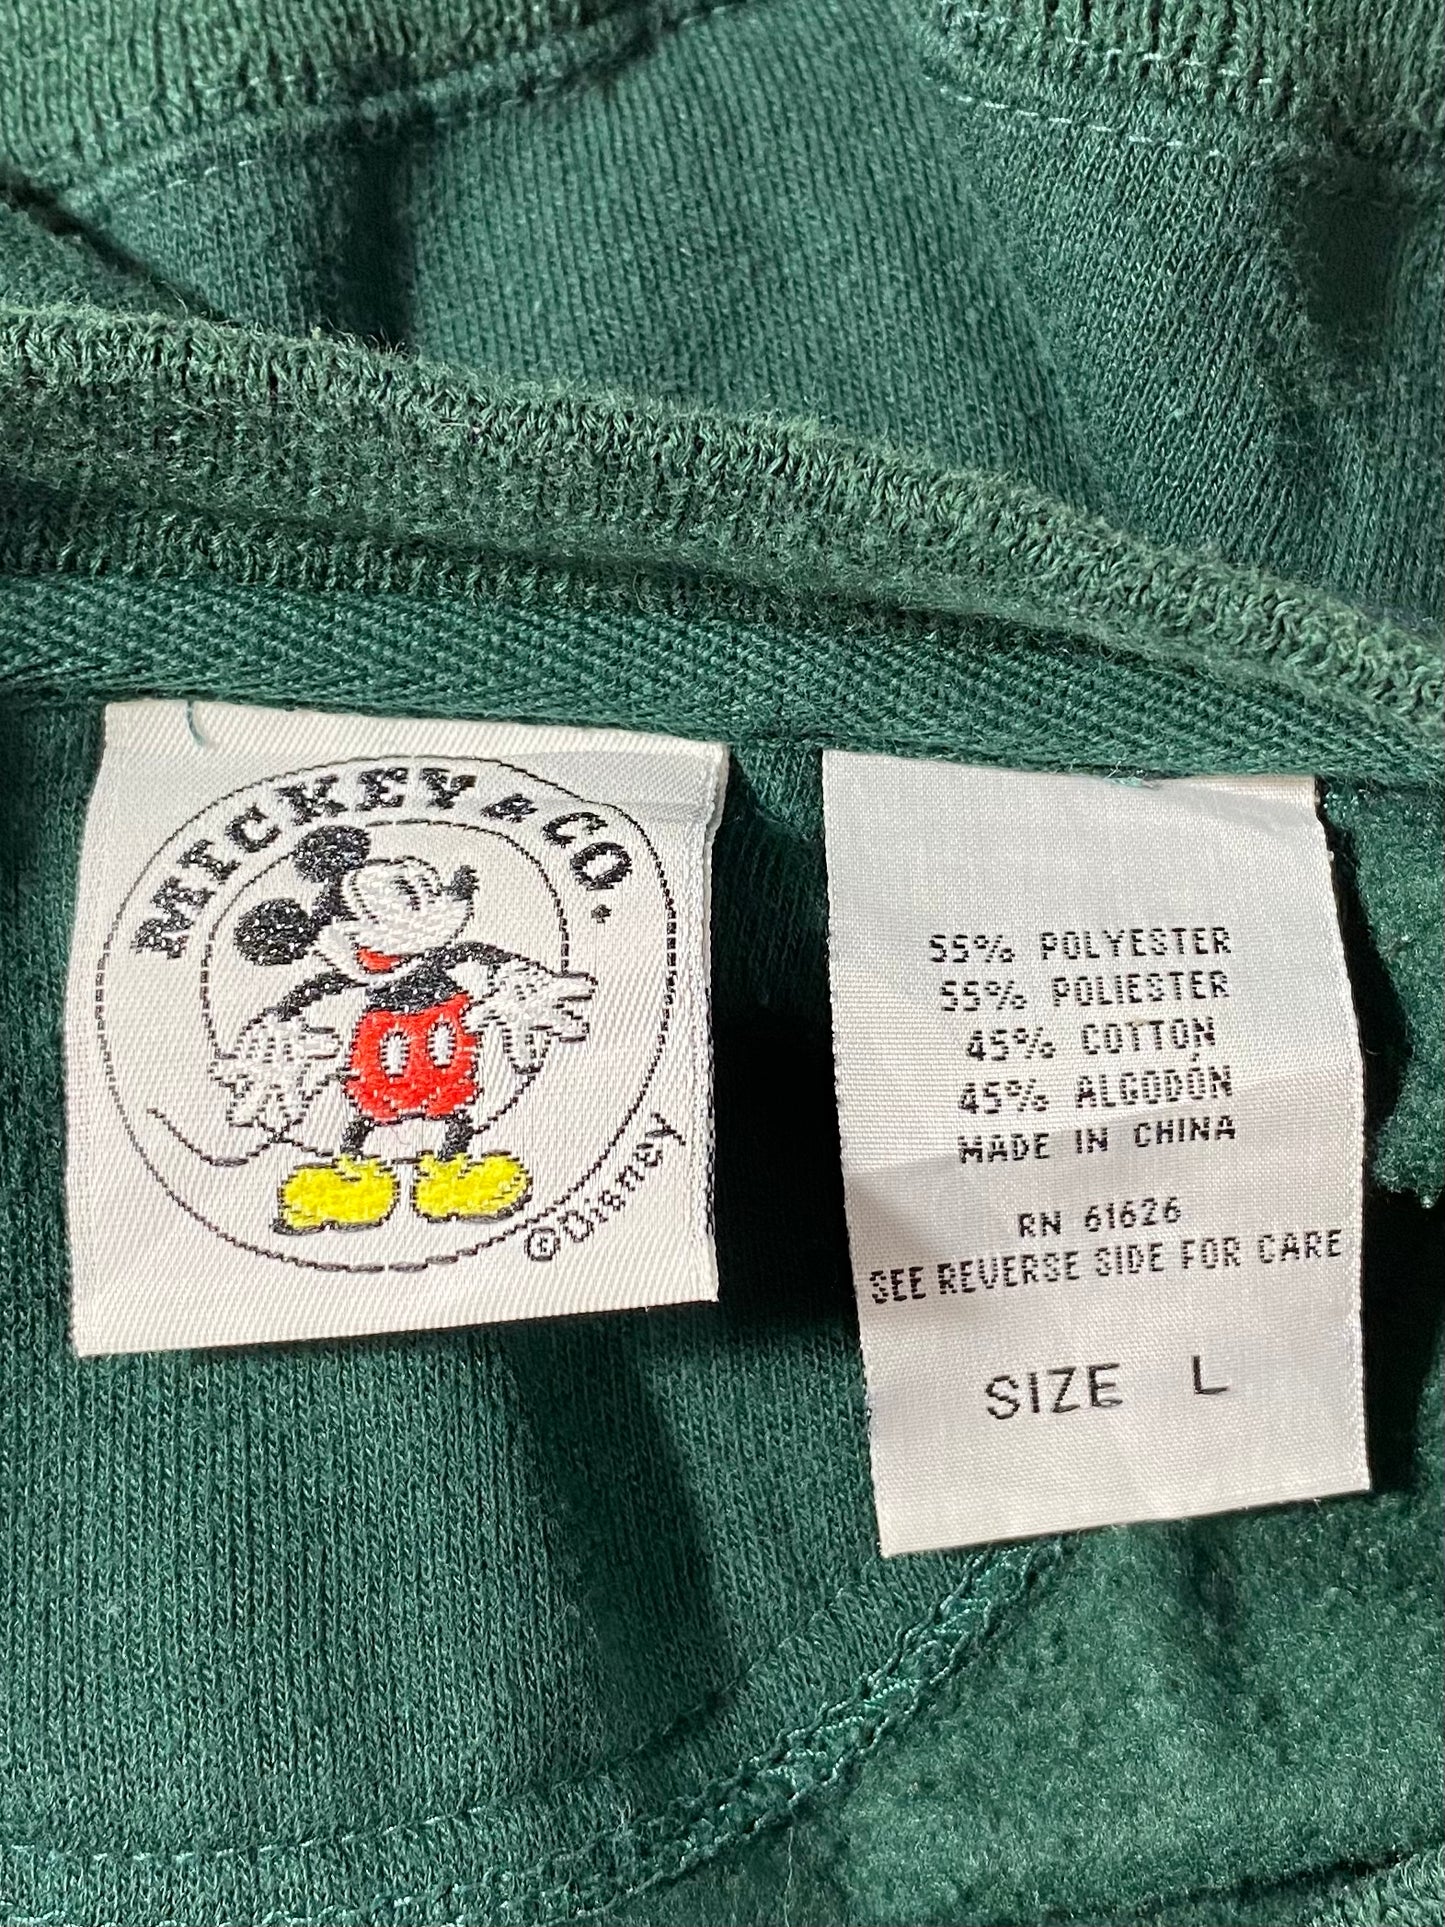 MICKEY & CO.
©Disney
55% POLYESTER
55% POLIESTER
45% COTTON
45% ALGODÓN
MADE IN CHINA
RN 61626
SEE REVERSE SIDE FOR CARE
SIZE L